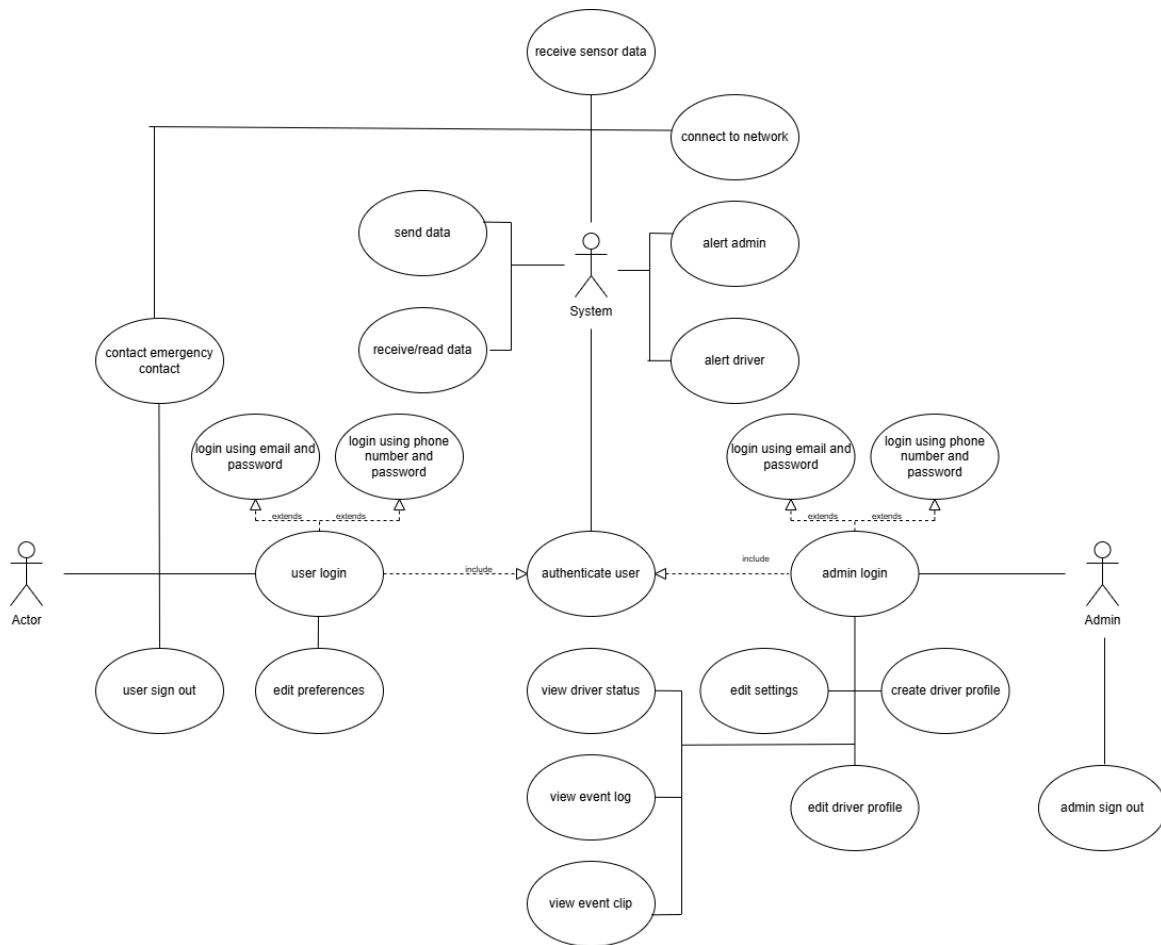 receive sensor data
connect to network
send data
alert admin
System
receive/read data
alert driver
contact emergency
contact
login using email and
password
login using phone
number and
password
login using email and
password
login using phone
number and
password
extends
extends
extends
extends
Actor
user login
include
authenticate user
include
admin login
Admin
user sign out
edit preferences
view driver status
edit settings
create driver profile
view event log
edit driver profile
admin sign out
view event clip